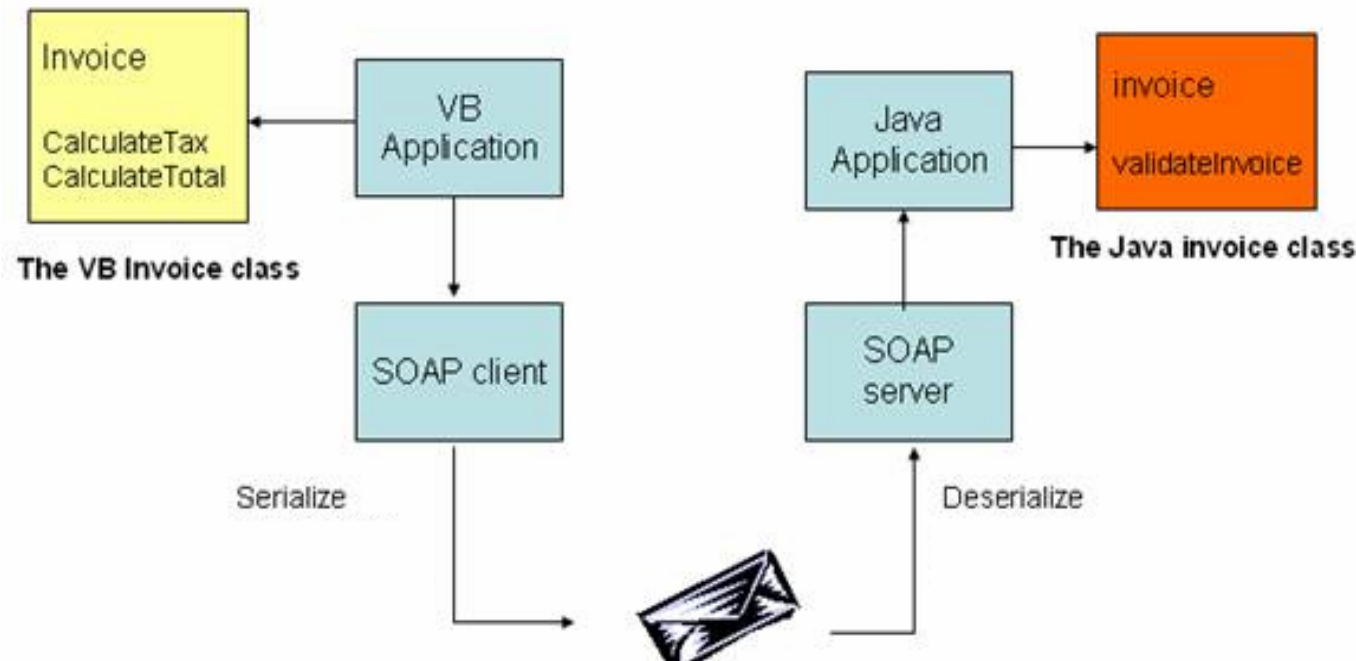 Invoice
CalculateTax
CalculateTotal
The VB Invoice class
VB
Application
SOAP client
Serialize
Java
Application
invoice
validateInvoice
The Java invoice class
SOAP
server
Deserialize